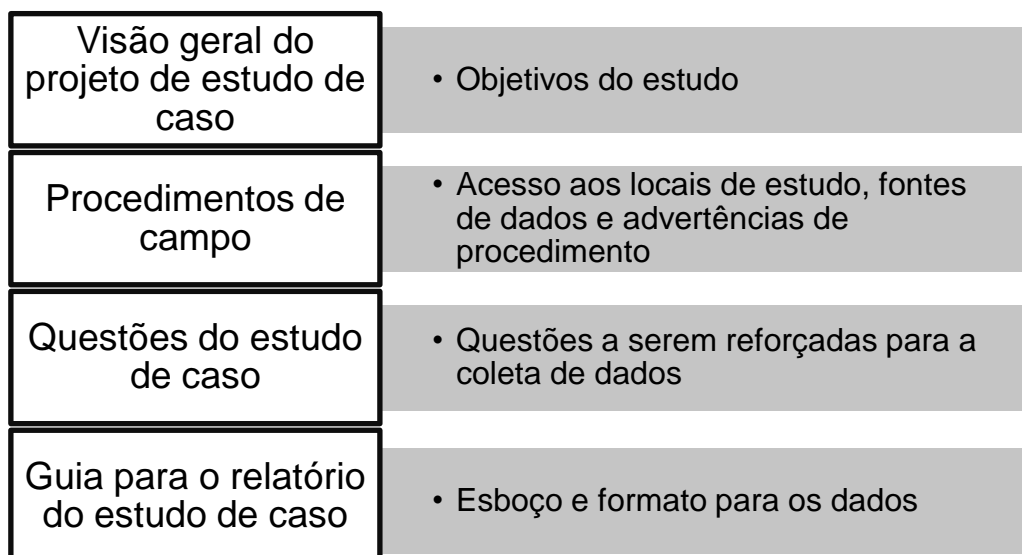 Visão geral do
projeto de estudo de
caso
• Objetivos do estudo
Procedimentos de
campo
• Acesso aos locais de estudo, fontes
de dados e advertências de
procedimento
Questões do estudo
de caso
• Questões a serem reforçadas para a
coleta de dados
Guia para o relatório
do estudo de caso
• Esboço e formato para os dados